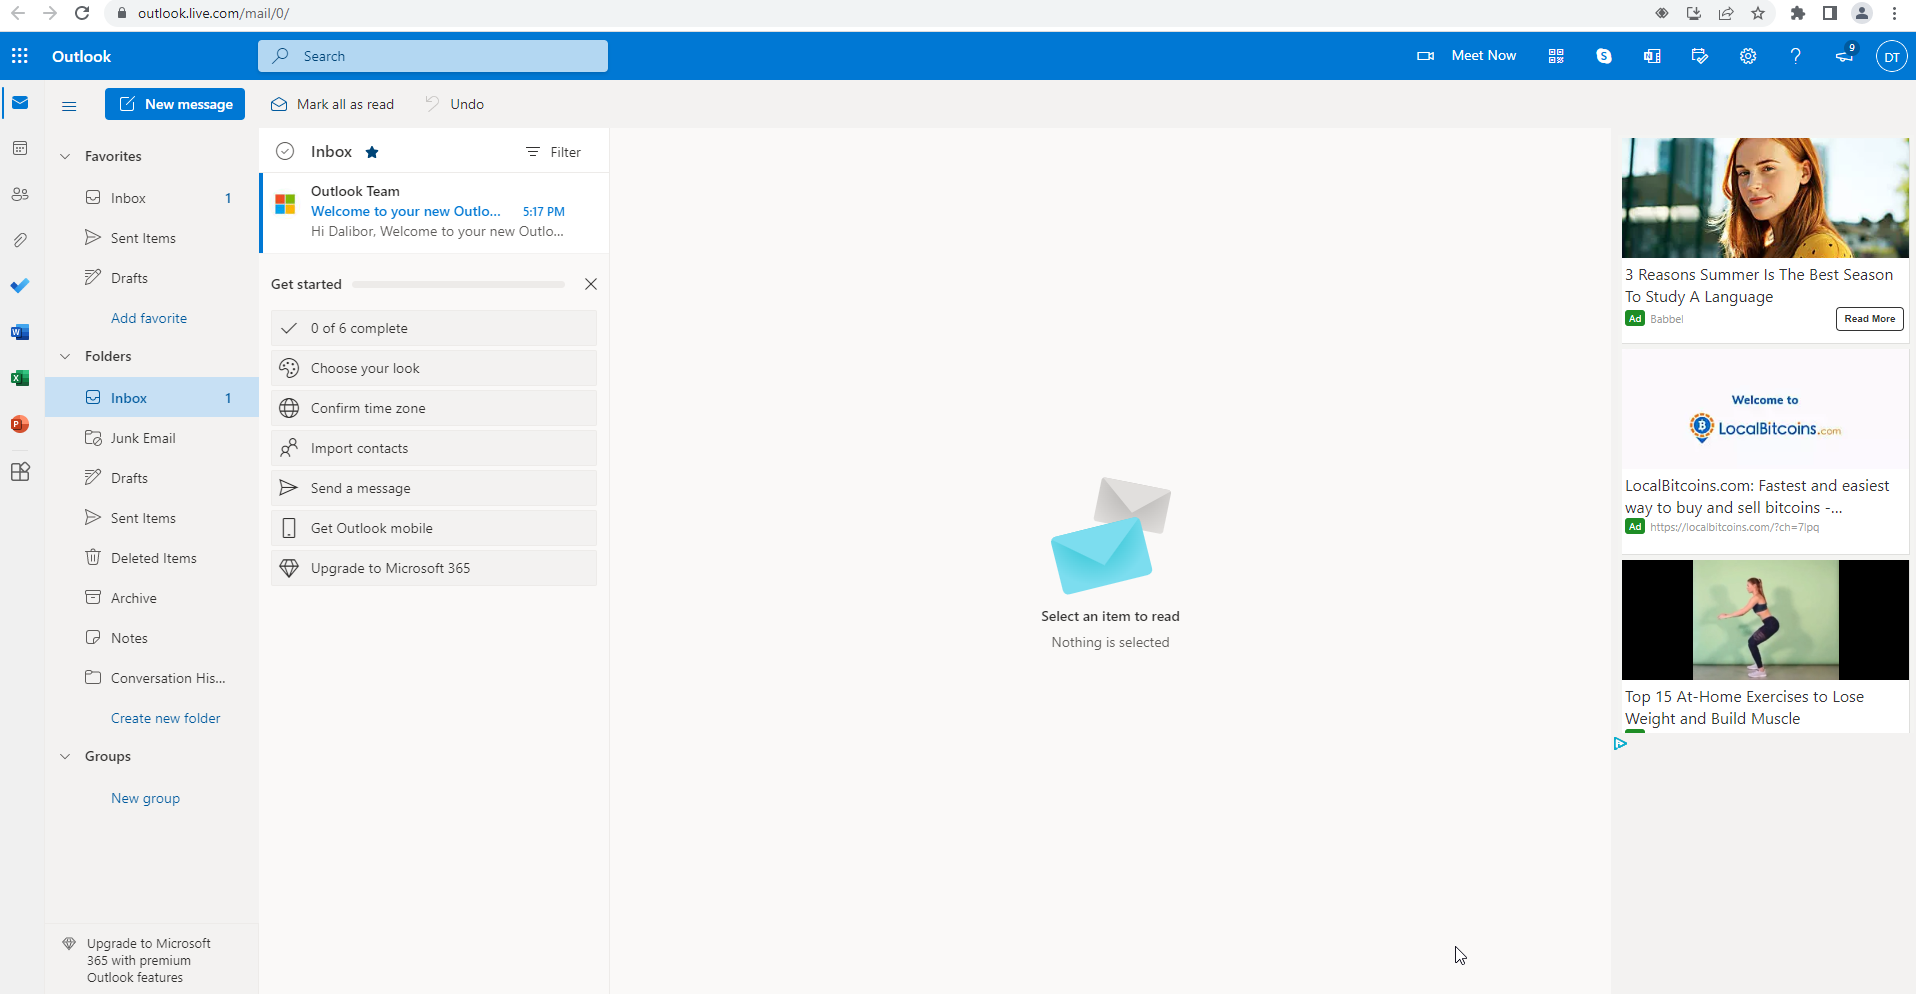 outlook.live.com/mail/0/
Outlook
Search
Meet Now
9
DT
New message
Mark all as read
Undo
Favorites
Inbox 1
Sent Items
Drafts
Add favorite
Folders
Inbox 1
Junk Email
Drafts
Sent Items
Deleted Items
Archive
Notes
Conversation His...
Create new folder
Groups
New group
Upgrade to Microsoft
365 with premium
Outlook features
Inbox
Filter
Outlook Team
Welcome to your new Outlo... 5:17 PM
Hi Dalibor, Welcome to your new Outlo...
Get started
0 of 6 complete
Choose your look
Confirm time zone
Import contacts
Send a message
Get Outlook mobile
Upgrade to Microsoft 365
Select an item to read
Nothing is selected
3 Reasons Summer Is The Best Season
To Study A Language
Ad Babbel
Read More
Welcome to
LocalBitcoins.com
LocalBitcoins.com: Fastest and easiest
way to buy and sell bitcoins -...
Ad https://localbitcoins.com/?ch=7lpq
Top 15 At-Home Exercises to Lose
Weight and Build Muscle